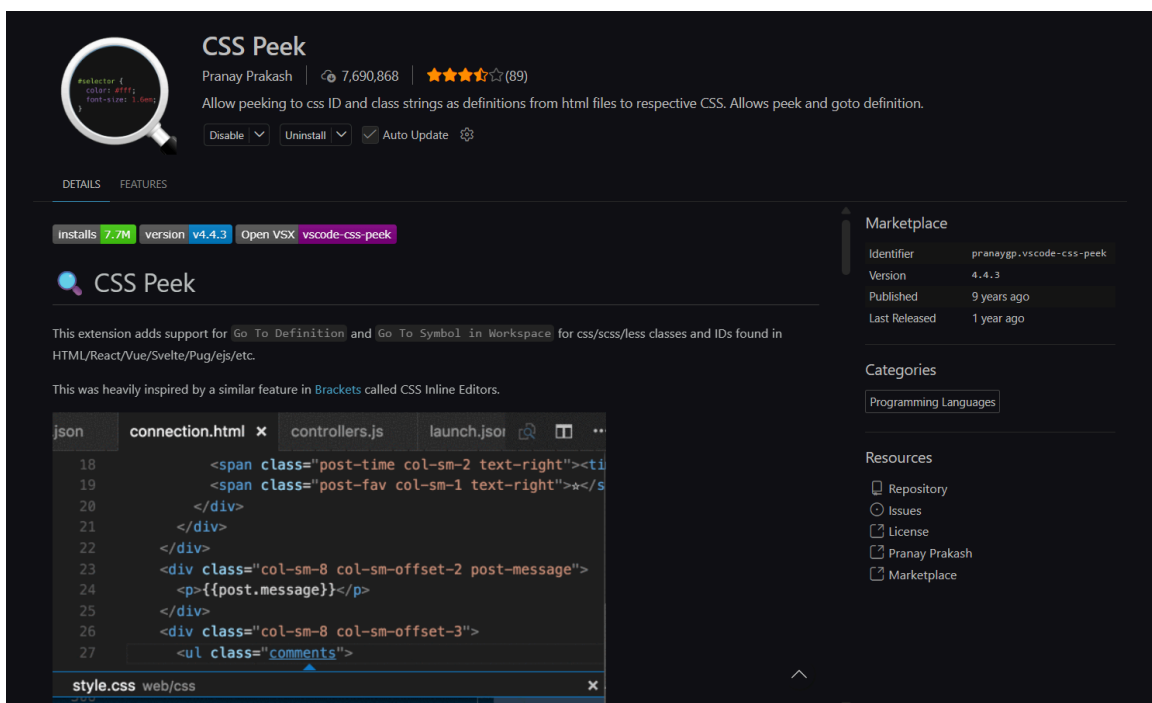 #selector {
color: #fff;
font-size: 1.6em;
}
CSS Peek
Pranay Prakash 7,690,868 (89)
Allow peeking to css ID and class strings as definitions from html files to respective CSS. Allows peek and goto definition.
Disable Uninstall Auto Update
DETAILS FEATURES
installs 7.7M version v4.4.3 Open VSX vscode-css-peek
CSS Peek
This extension adds support for Go To Definition and Go To Symbol in Workspace for css/scss/less classes and IDs found in
HTML/React/Vue/Svelte/Pug/ejs/etc.
This was heavily inspired by a similar feature in Brackets called CSS Inline Editors.
.json connection.html × controllers.js launch.jsor ...
18 <span class="post-time col-sm-2 text-right"><ti
19 <span class="post-fav col-sm-1 text-right">☆</s
20 </div>
21 </div>
22 </div>
23 <div class="col-sm-8 col-sm-offset-2 post-message">
24 <p>{{post.message}}</p>
25 </div>
26 <div class="col-sm-8 col-sm-offset-3">
27 <ul class="comments">
style.css web/css ×
Marketplace
Identifier pranaygp.vscode-css-peek
Version 4.4.3
Published 9 years ago
Last Released 1 year ago
Categories
Programming Languages
Resources
Repository
Issues
License
Pranay Prakash
Marketplace